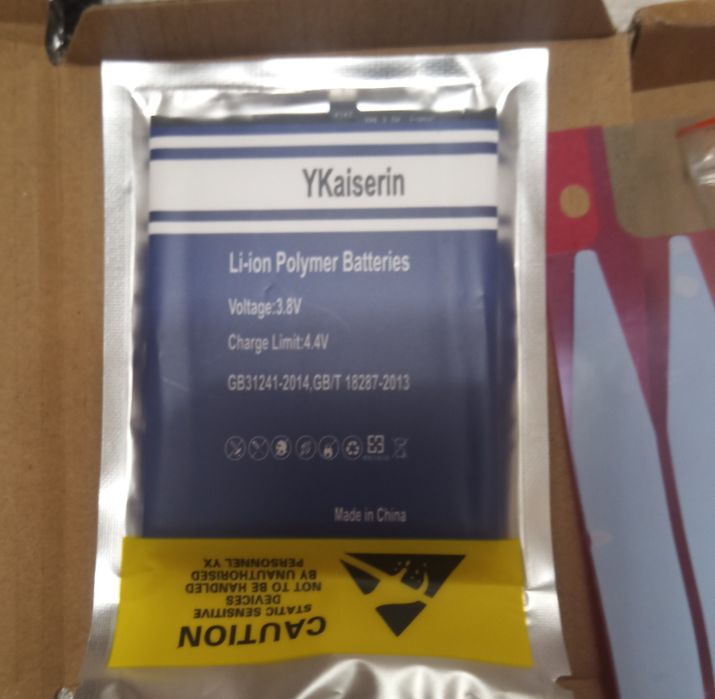 YKaiserin
Li-ion Polymer Batteries
Voltage:3.8V
Charge Limit:4.4V
GB31241-2014,GB/T 18287-2013
Made in China
CAUTION
STATIC SENSITIVE
DEVICES
NOT TO BE HANDLED
BY UNAUTHORISED
PERSONNEL YX